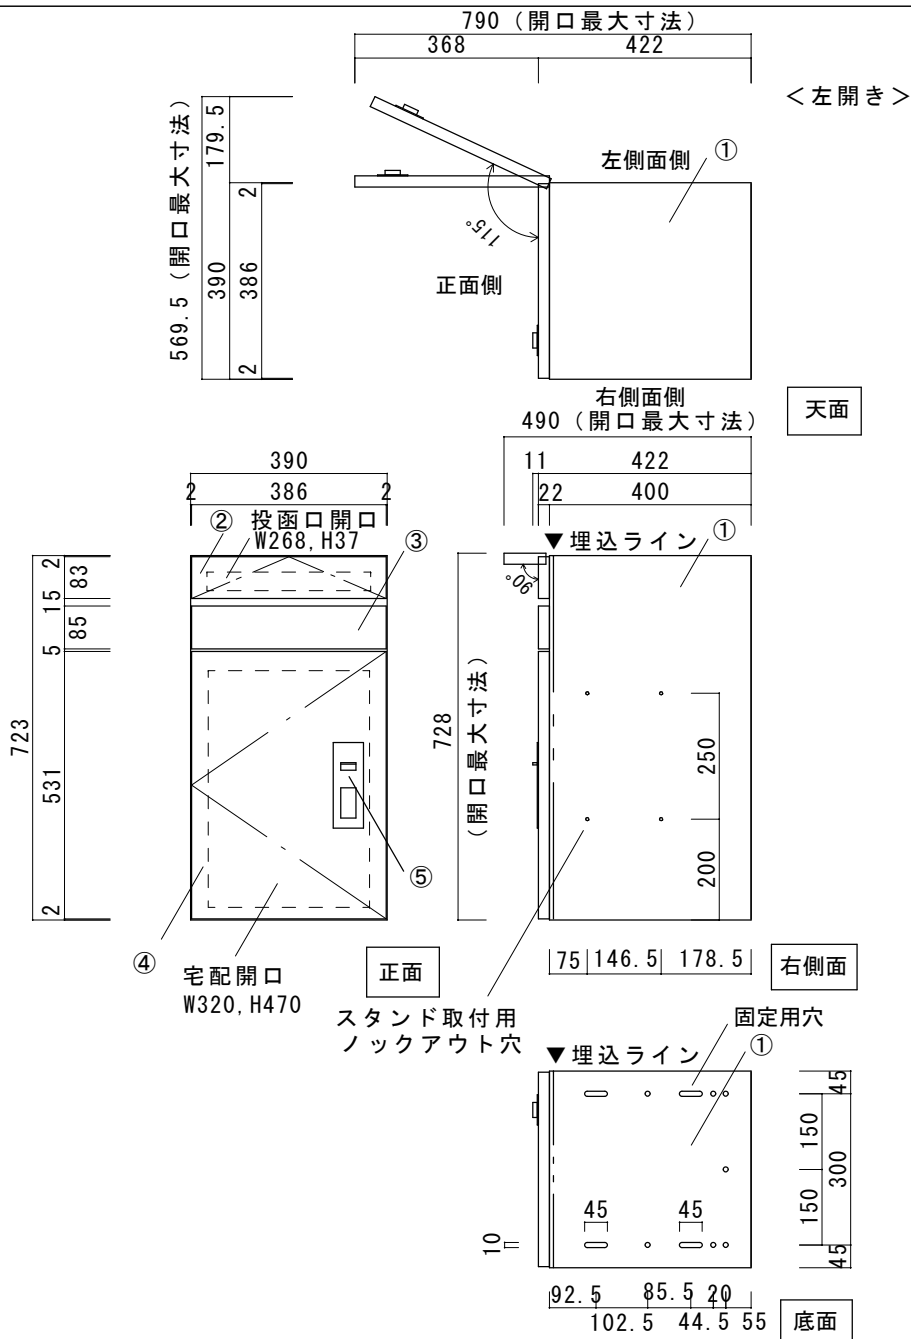 790 (開口最大寸法)
368
422
<左開き>
569.5 (開口最大寸法)
390
179.5
2
386
2
左側面側
①
115°
正面側
右側面側
天面
490 (開口最大寸法)
390
11
422
2
386
2
22
400
② 投函口開口
W268, H37
③
▼埋込ライン
①
90°
2
83
15
85
5
723
531
2
728
(開口最大寸法)
250
200
⑤
④
宅配開口
W320, H470
正面
75
146.5
178.5
右側面
スタンド取付用
ノックアウト穴
固定用穴
▼埋込ライン
①
45
150
300
150
45
45
45
10
92.5
85.5
20
102.5
44.5
55
底面